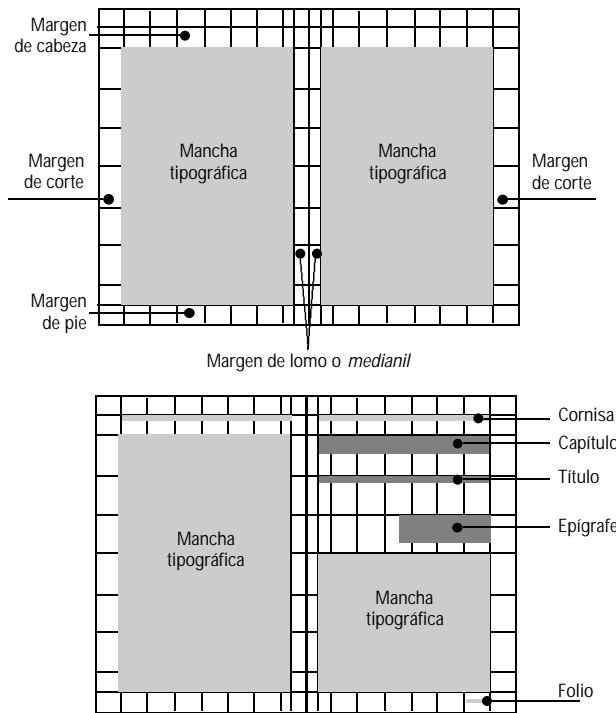 Margen
de cabeza
Mancha
tipográfica
Mancha
tipográfica
Margen
de corte
Margen
de corte
Margen
de pie
Margen de lomo o medianil
Cornisa
Capítulo
Título
Epígrafe
Mancha
tipográfica
Mancha
tipográfica
Folio